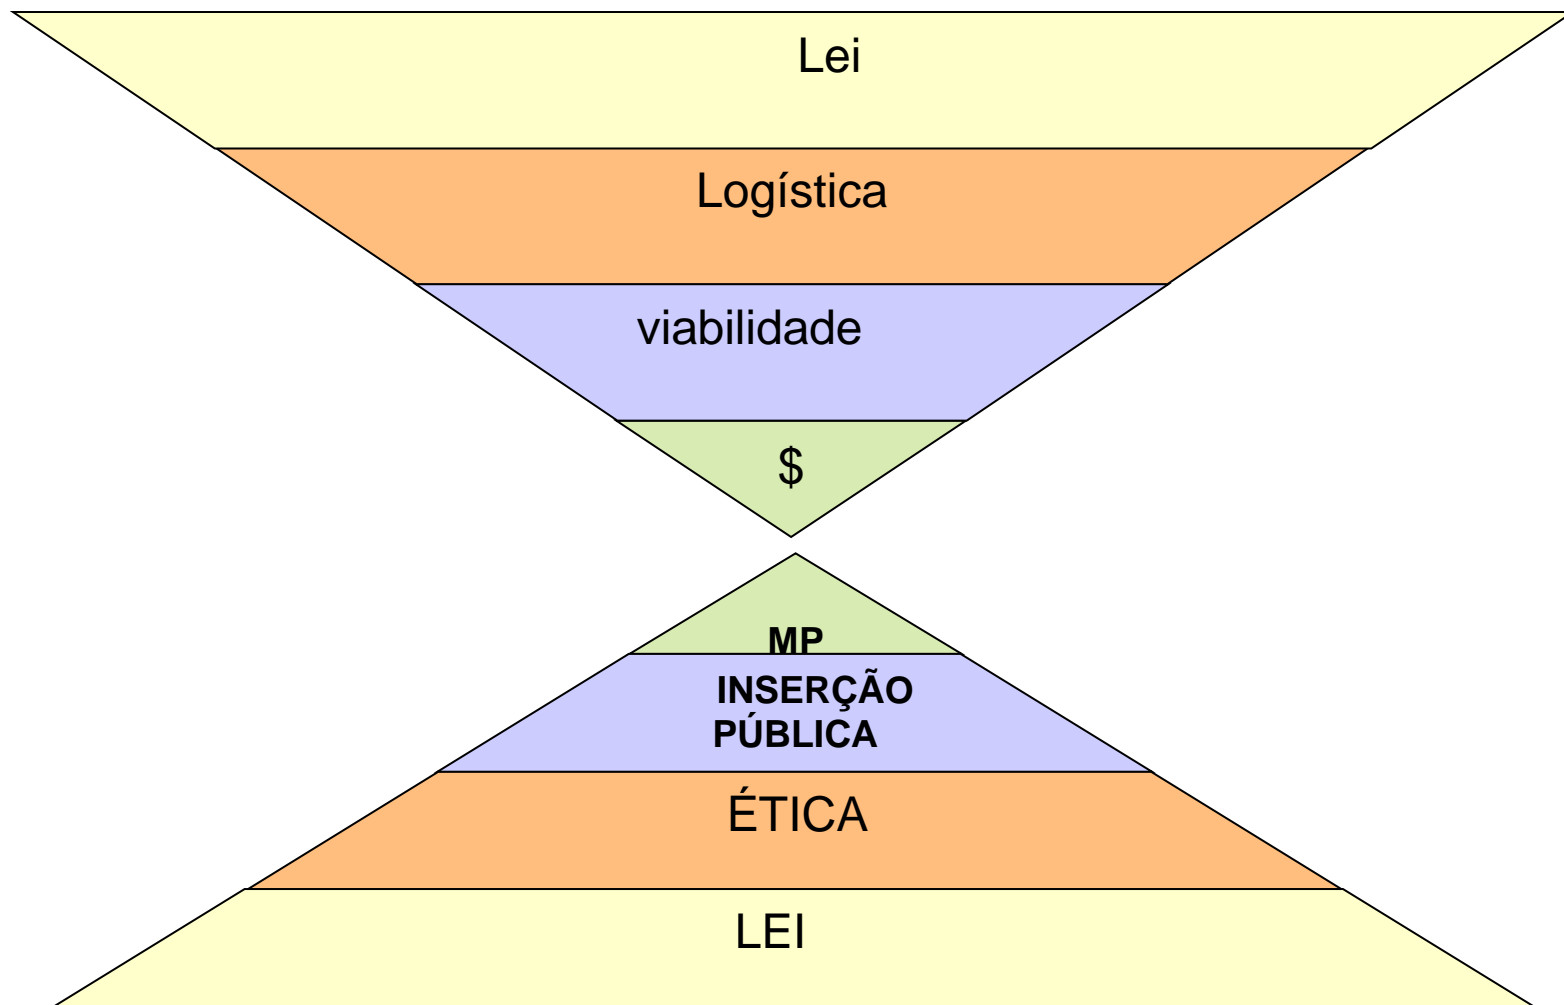 Lei
Logística
viabilidade
$
MP
INSERÇÃO
PÚBLICA
ÉTICA
LEI